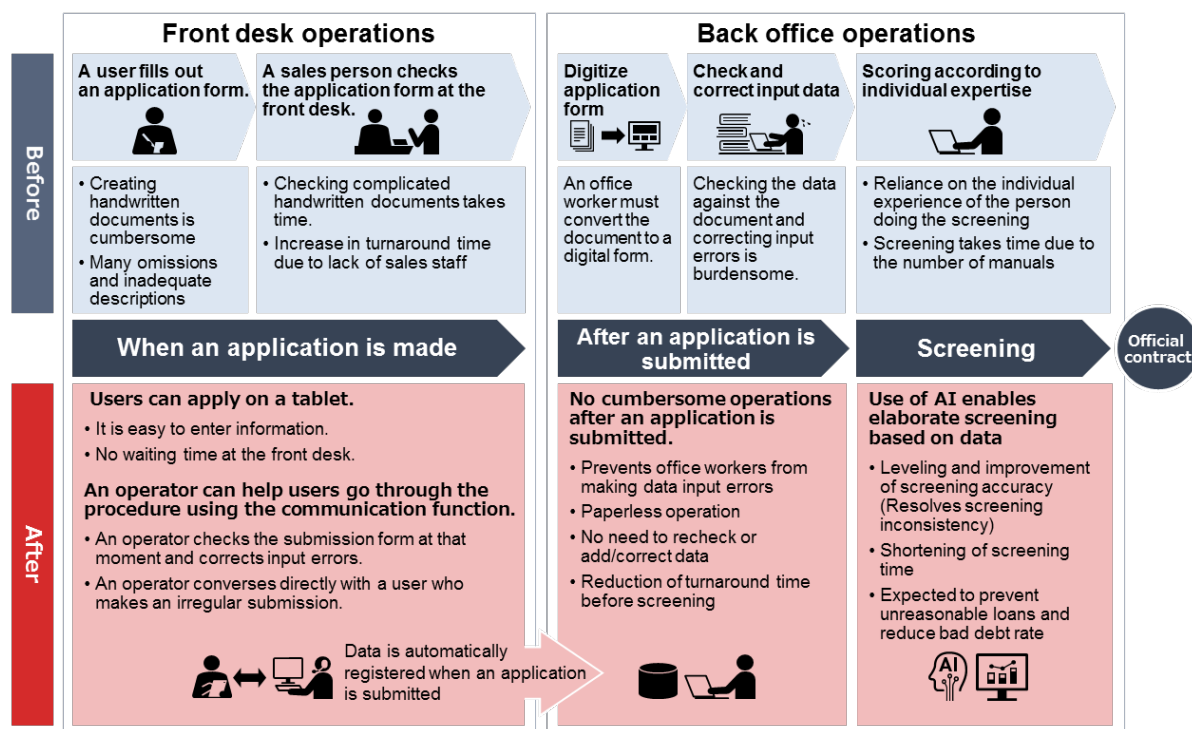 Front desk operations
Back office operations
Before
A user fills out
an application form.
A sales person checks
the application form at the
front desk.
Digitize
application
form
Check and
correct input data
Scoring according to
individual expertise
• Creating
handwritten
documents is
cumbersome
• Many omissions
and inadequate
descriptions
• Checking complicated
handwritten documents takes
time.
• Increase in turnaround time
due to lack of sales staff
An office
worker must
convert the
document to a
digital form.
Checking the data
against the
document and
correcting input
errors is
burdensome.
• Reliance on the individual
experience of the person
doing the screening
• Screening takes time due to
the number of manuals
When an application is made
After an application is
submitted
Screening
Official
contract
After
Users can apply on a tablet.
• It is easy to enter information.
• No waiting time at the front desk.
An operator can help users go through the
procedure using the communication function.
• An operator checks the submission form at that
moment and corrects input errors.
• An operator converses directly with a user who
makes an irregular submission.
Data is automatically
registered when an application
is submitted
No cumbersome operations
after an application is
submitted.
• Prevents office workers from
making data input errors
• Paperless operation
• No need to recheck or
add/correct data
• Reduction of turnaround time
before screening
Use of AI enables
elaborate screening
based on data
• Leveling and improvement
of screening accuracy
(Resolves screening
inconsistency)
• Shortening of screening
time
• Expected to prevent
unreasonable loans and
reduce bad debt rate
AI